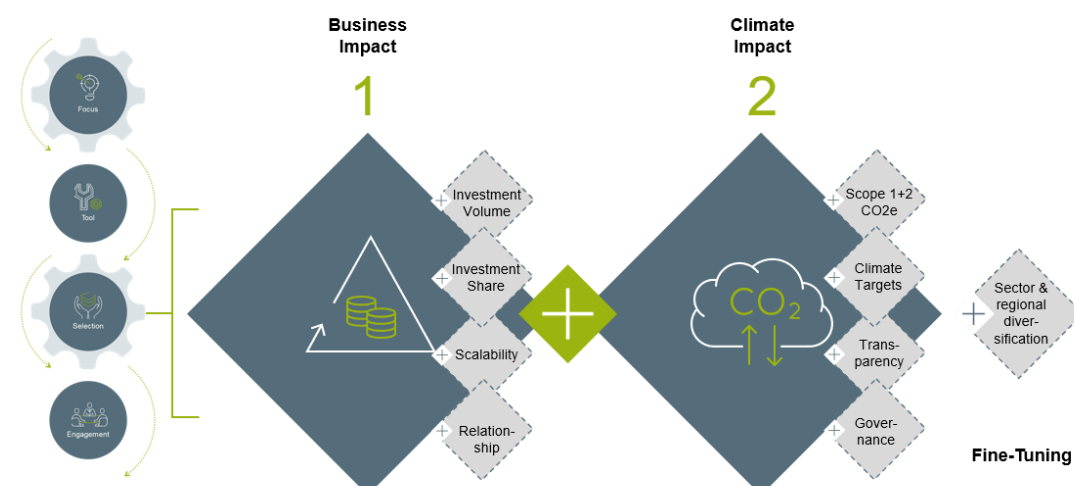 Business
Impact
1
Climate
Impact
2
Focus
Tool
Selection
Engagement
Investment
Volume
Investment
Share
Scalability
Relation-
ship
Scope 1+2
CO2e
Climate
Targets
Trans-
parency
Gover-
nance
CO₂
Sector &
regional
diver-
sification
Fine-Tuning